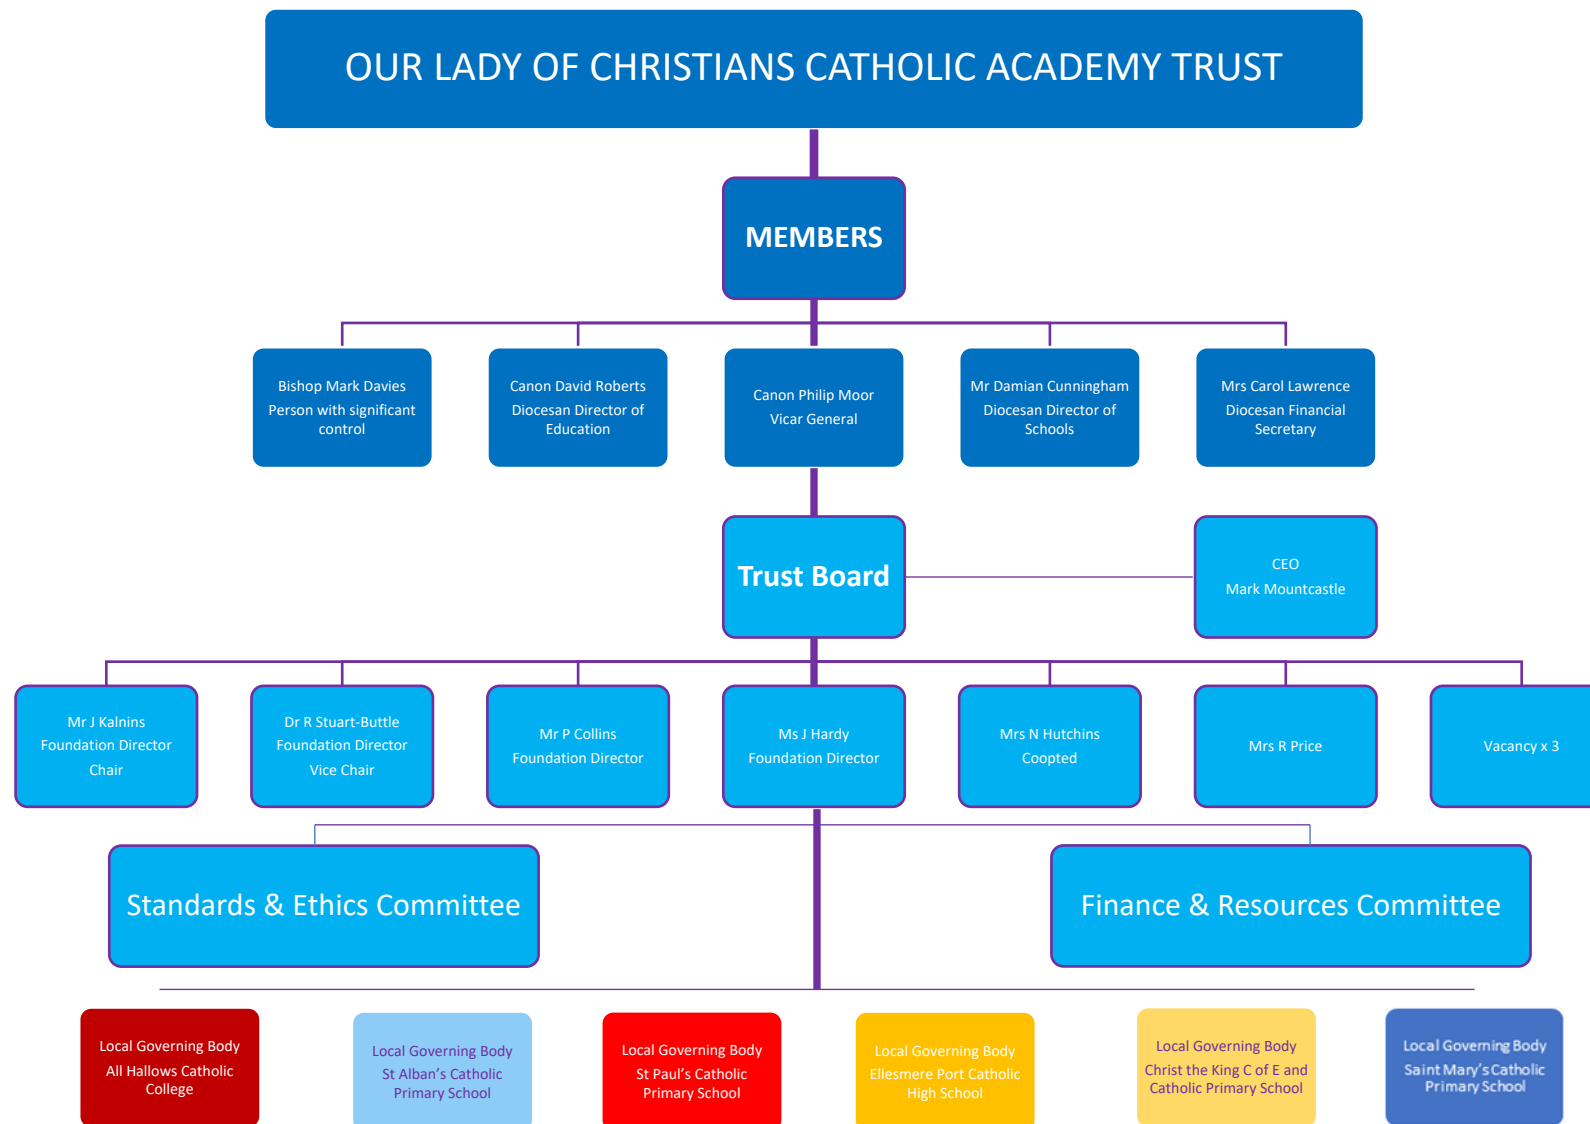 OUR LADY OF CHRISTIANS CATHOLIC ACADEMY TRUST
MEMBERS
Bishop Mark Davies
Person with significant
control
Canon David Roberts
Diocesan Director of
Education
Canon Philip Moor
Vicar General
Mr Damian Cunningham
Diocesan Director of
Schools
Mrs Carol Lawrence
Diocesan Financial
Secretary
Trust Board
CEO
Mark Mountcastle
Mr J Kalnins
Foundation Director
Chair
Dr R Stuart-Buttle
Foundation Director
Vice Chair
Mr P Collins
Foundation Director
Ms J Hardy
Foundation Director
Mrs N Hutchins
Coopted
Mrs R Price
Vacancy x 3
Standards & Ethics Committee
Finance & Resources Committee
Local Governing Body
All Hallows Catholic
College
Local Governing Body
St Alban's Catholic
Primary School
Local Governing Body
St Paul's Catholic
Primary School
Local Governing Body
Ellesmere Port Catholic
High School
Local Governing Body
Christ the King C of E and
Catholic Primary School
Local Governing Body
Saint Mary's Catholic
Primary School